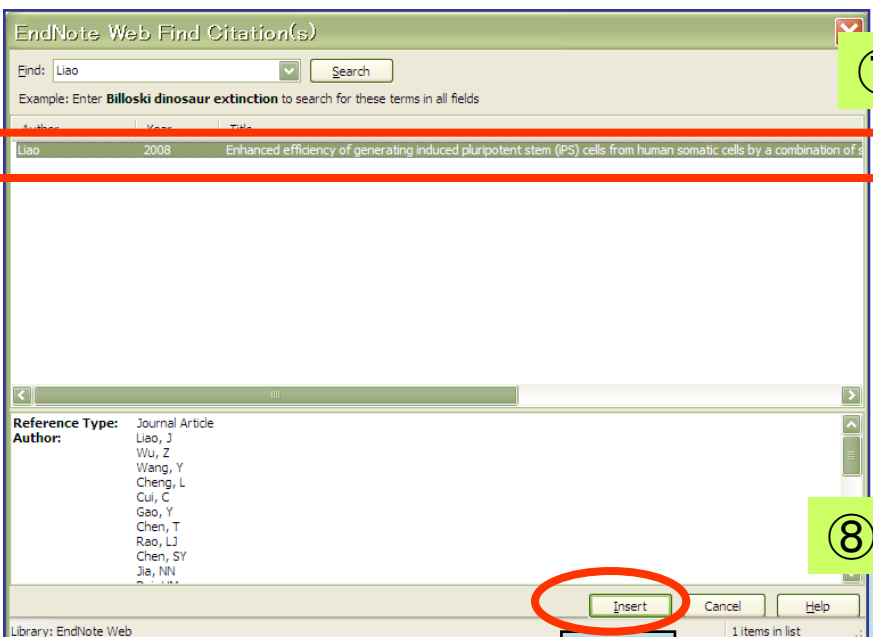 EndNote Web Find Citation(s)
Find: Liao Search
Example: Enter Billoski dinosaur extinction to search for these terms in all fields
Author Year Title
Liao 2008 Enhanced efficiency of generating induced pluripotent stem (iPS) cells from human somatic cells by a combination of s
Reference Type: Journal Article
Author: Liao, J
Wu, Z
Wang, Y
Cheng, L
Cui, C
Gao, Y
Chen, T
Rao, LJ
Chen, SY
Jia, NN
⑧
Insert Cancel Help
Library: EndNote Web 1 items in list